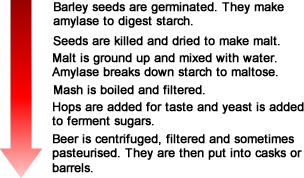 Barley seeds are germinated. They make
amylase to digest starch.
Seeds are killed and dried to make malt.
Malt is ground up and mixed with water.
Amylase breaks down starch to maltose.
Mash is boiled and filtered.
Hops are added for taste and yeast is added
to ferment sugars.
Beer is centrifuged, filtered and sometimes
pasteurised. They are then put into casks or
barrels.